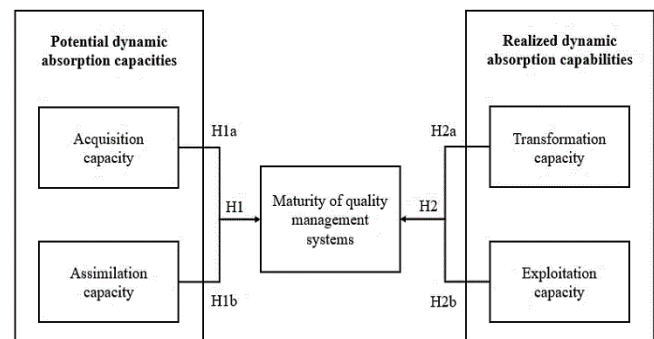 Potential dynamic
absorption capacities
Acquisition
capacity
Assimilation
capacity
H1a
H1
H1b
Maturity of quality
management
systems
H2a
H2
H2b
Realized dynamic
absorption capabilities
Transformation
capacity
Exploitation
capacity